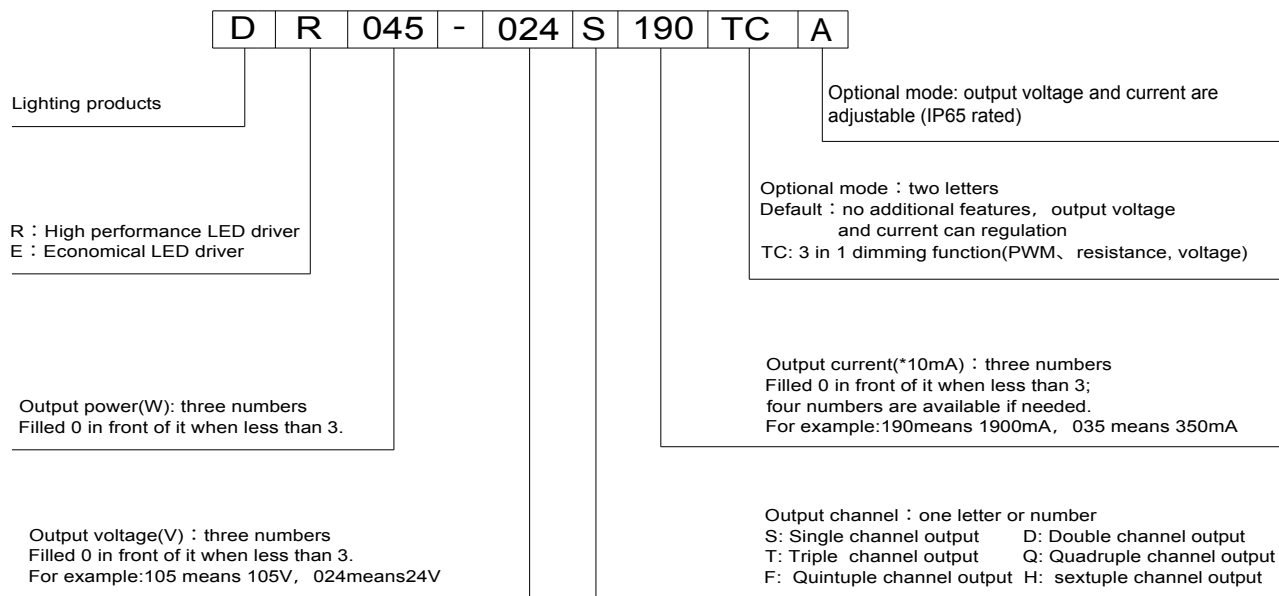 D R 045 - 024 S 190 TC A
Lighting products
R：High performance LED driver
E：Economical LED driver
Output power(W): three numbers
Filled 0 in front of it when less than 3.
Output voltage(V)：three numbers
Filled 0 in front of it when less than 3.
For example:105 means 105V，024means24V
Optional mode: output voltage and current are
adjustable (IP65 rated)
Optional mode：two letters
Default：no additional features，output voltage
and current can regulation
TC: 3 in 1 dimming function(PWM、resistance, voltage)
Output current(*10mA)：three numbers
Filled 0 in front of it when less than 3;
four numbers are available if needed.
For example:190means 1900mA，035 means 350mA
Output channel：one letter or number
S: Single channel output D: Double channel output
T: Triple channel output Q: Quadruple channel output
F: Quintuple channel output H: sextuple channel output